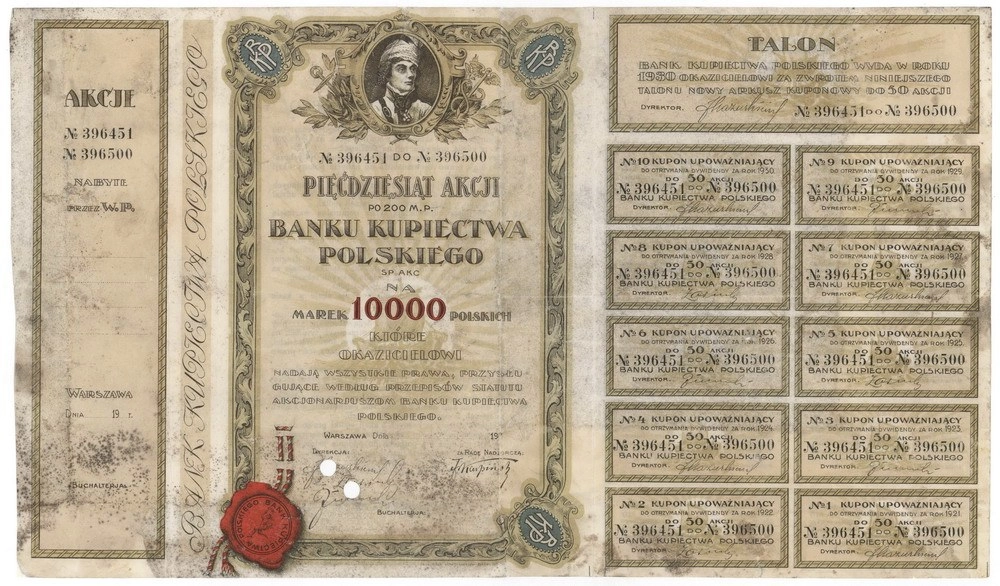 AKCJE
№ 396451
№ 396500
NABYTE
PRZEZ W.P.
WARSZAWA
DNIA 19 r.
BUCHALTERJA:
BANK KUPIECTWA POLSKIEGO
№ 396451 DO № 396500
PIĘĆDZIESIĄT AKCJI
PO 200 M.P.
BANKU KUPIECTWA
POLSKIEGO
SP. AKC
NA
MAREK 10000 POLSKICH
KTÓRE
OKAZICIELOWI
NADAJĄ WSZYSTKIE PRAWA, PRZYSŁU-
GUJĄCE WEDŁUG PRZEPISÓW STATUTU
AKCJONARJUSZOM BANKU KUPIECTWA
POLSKIEGO.
WARSZAWA DNIA 19
DYREKCJA: ZA RADĘ NADZORCZĄ
BUCHALTERJA:
TALON
BANK KUPIECTWA POLSKIEGO WYDA W ROKU
1930 OKAZICIELOWI ZA ZWROTEM NINIEJSZEGO
TALONU NOWY ARKUSZ KUPONOWY DO 50 AKCJI
DYREKTOR. № 396451 DO № 396500
№ 10 KUPON UPOWAŻNIAJĄCY
DO OTRZYMANIA DYWIDENDY ZA ROK 1930.
DO 50 AKCJI
№ 396451 DO № 396500
BANKU KUPIECTWA POLSKIEGO
DYREKTOR.
№ 9 KUPON UPOWAŻNIAJĄCY
DO OTRZYMANIA DYWIDENDY ZA ROK 1929.
DO 50 AKCJI
№ 396451 DO № 396500
BANKU KUPIECTWA POLSKIEGO
DYREKTOR.
№ 8 KUPON UPOWAŻNIAJĄCY
DO OTRZYMANIA DYWIDENDY ZA ROK 1928
DO 50 AKCJI
№ 396451 DO № 396500
BANKU KUPIECTWA POLSKIEGO
DYREKTOR.
№ 7 KUPON UPOWAŻNIAJĄCY
DO OTRZYMANIA DYWIDENDY ZA ROK 1927.
DO 50 AKCJI
№ 396451 DO № 396500
BANKU KUPIECTWA POLSKIEGO
DYREKTOR.
№ 6 KUPON UPOWAŻNIAJĄCY
DO OTRZYMANIA DYWIDENDY ZA ROK 1926.
DO 50 AKCJI
№ 396451 DO № 396500
BANKU KUPIECTWA POLSKIEGO
DYREKTOR.
№ 5 KUPON UPOWAŻNIAJĄCY
DO OTRZYMANIA DYWIDENDY ZA ROK 1925.
DO 50 AKCJI
№ 396451 DO № 396500
BANKU KUPIECTWA POLSKIEGO
DYREKTOR.
№ 4 KUPON UPOWAŻNIAJĄCY
DO OTRZYMANIA DYWIDENDY ZA ROK 1924.
DO 50 AKCJI
№ 396451 DO № 396500
BANKU KUPIECTWA POLSKIEGO
DYREKTOR.
№ 3 KUPON UPOWAŻNIAJĄCY
DO OTRZYMANIA DYWIDENDY ZA ROK 1923.
DO 50 AKCJI
№ 396451 DO № 396500
BANKU KUPIECTWA POLSKIEGO
DYREKTOR.
№ 2 KUPON UPOWAŻNIAJĄCY
DO OTRZYMANIA DYWIDENDY ZA ROK 1922
DO 50 AKCJI
№ 396451 DO № 396500
BANKU KUPIECTWA POLSKIEGO
DYREKTOR.
№ 1 KUPON UPOWAŻNIAJĄCY
DO OTRZYMANIA DYWIDENDY ZA ROK 1921
DO 50 AKCJI
№ 396451 DO № 396500
BANKU KUPIECTWA POLSKIEGO
DYREKTOR.